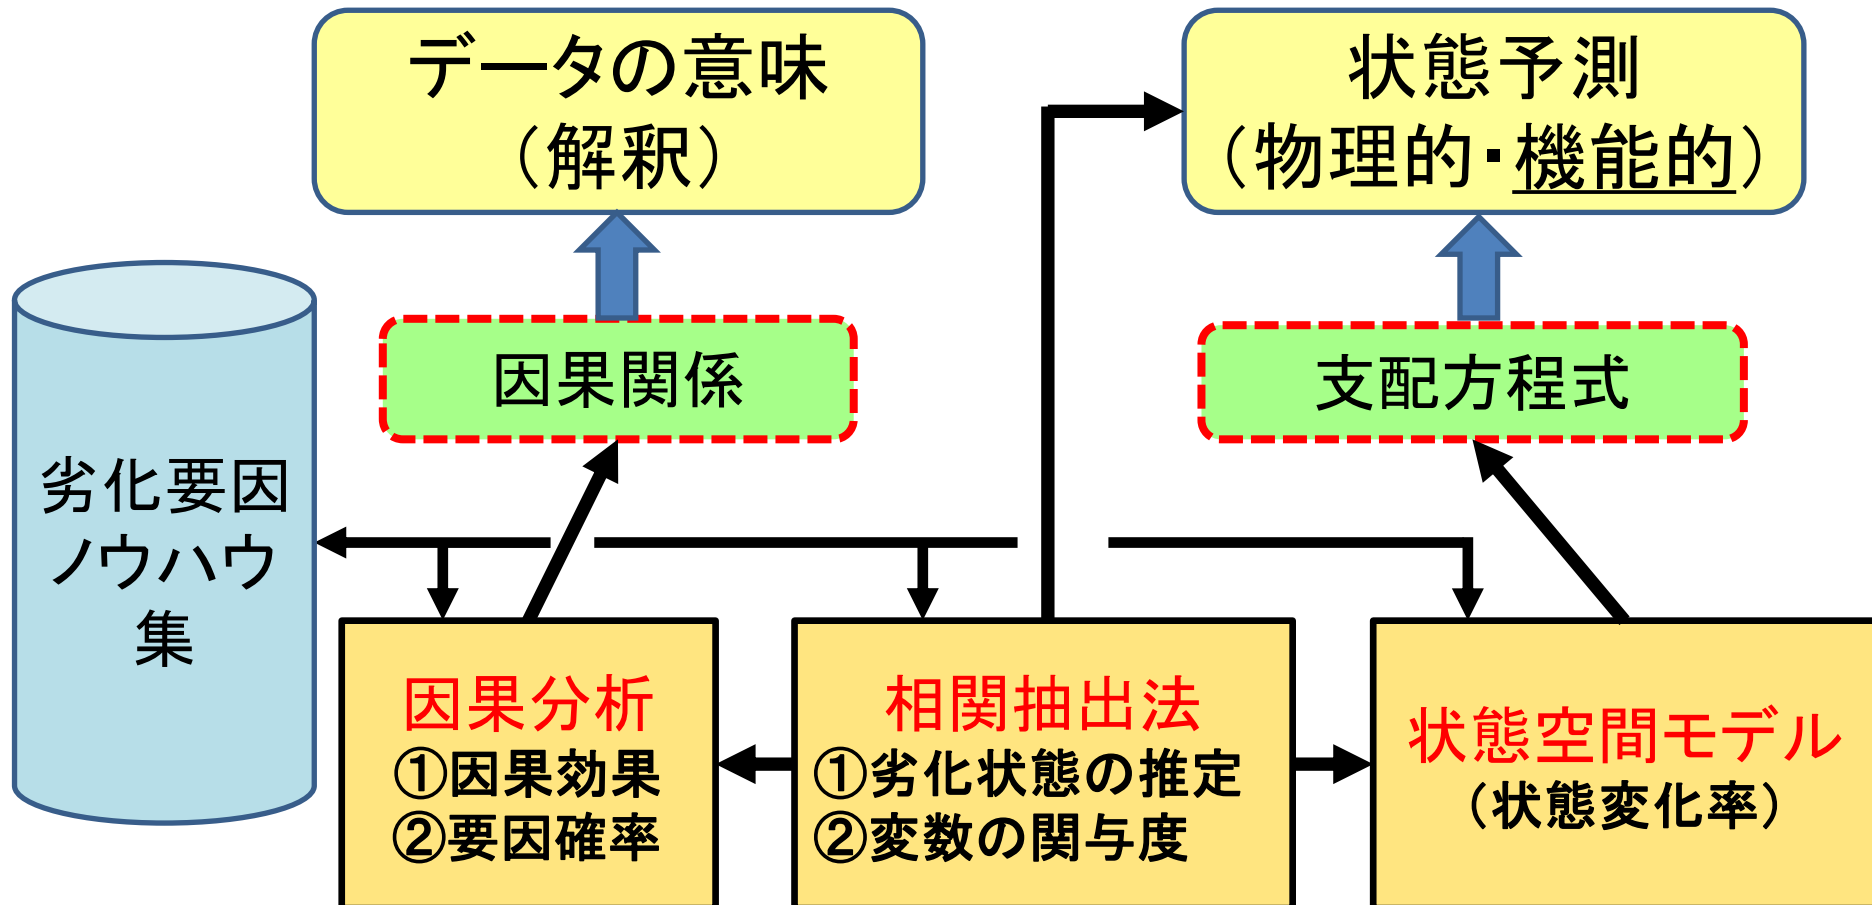 データの意味
（解釈）
状態予測
（物理的・機能的）
因果関係
支配方程式
劣化要因
ノウハウ
集
因果分析
①因果効果
②要因確率
相関抽出法
①劣化状態の推定
②変数の関与度
状態空間モデル
（状態変化率）